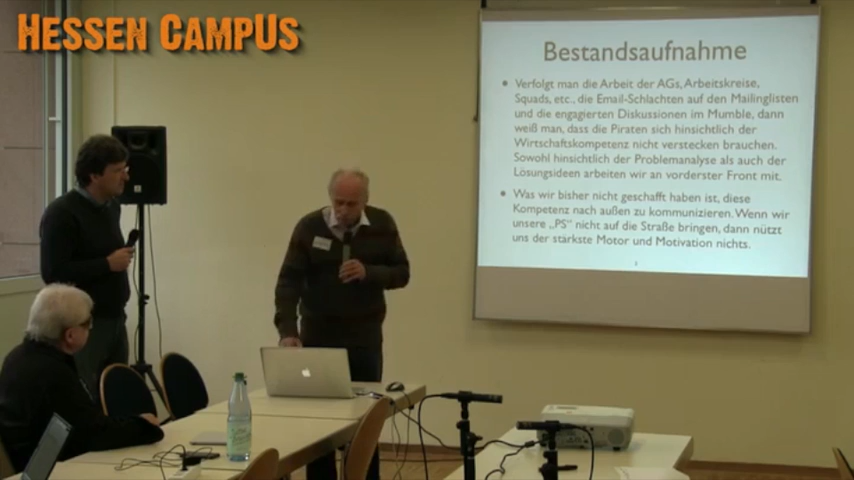 HESSEN CAMPUS
Bestandsaufnahme
• Verfolgt man die Arbeit der AGs, Arbeitskreise,
Squads, etc., die Email-Schlachten auf den Mailinglisten
und die engagierten Diskussionen im Mumble, dann
weiß man, dass die Piraten sich hinsichtlich der
Wirtschaftskompetenz nicht verstecken brauchen.
Sowohl hinsichtlich der Problemanalyse als auch der
Lösungsideen arbeiten wir an vorderster Front mit.
• Was wir bisher nicht geschafft haben ist, diese
Kompetenz nach außen zu kommunizieren. Wenn wir
unsere „PS“ nicht auf die Straße bringen, dann nützt
uns der stärkste Motor und Motivation nichts.